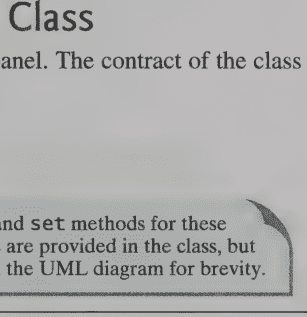 Class
anel. The contract of the class
and set methods for these
are provided in the class, but
the UML diagram for brevity.